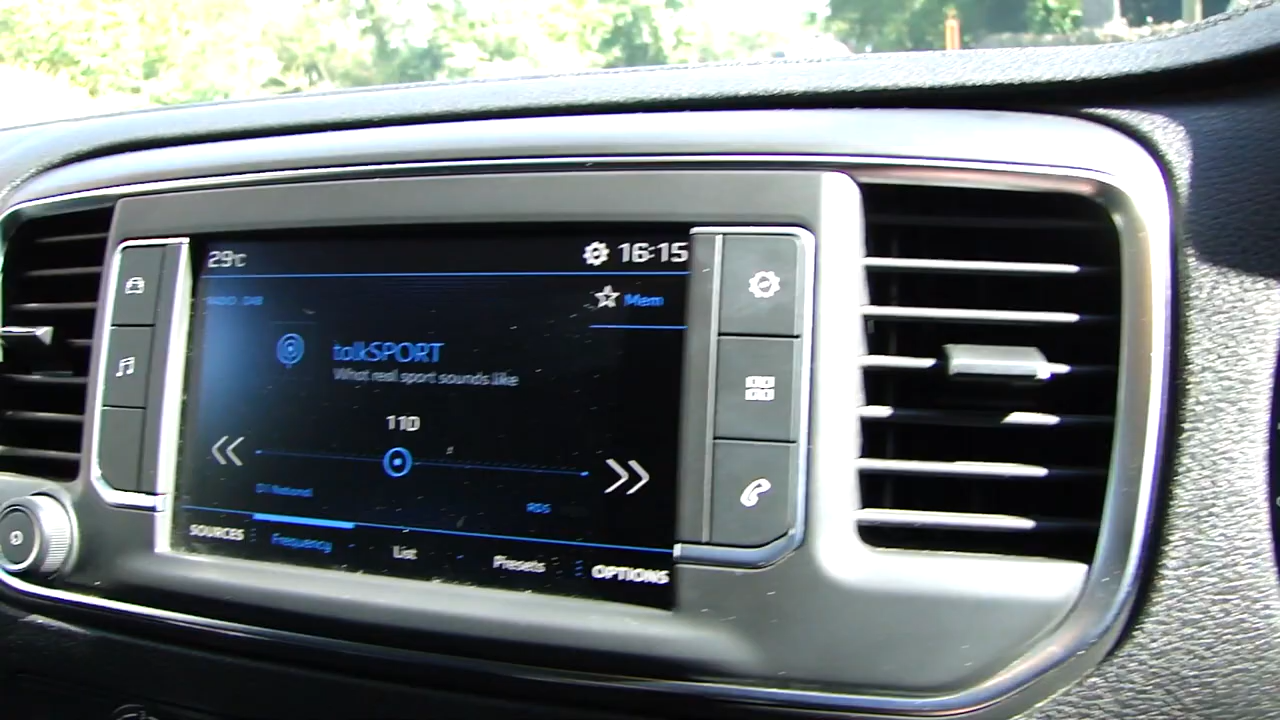 29°C
16:15
RADIO DAB
Mem
talkSPORT
What real sport sounds like
11D
D1 National
RDS
SOURCES
Frequency
List
Presets
OPTIONS